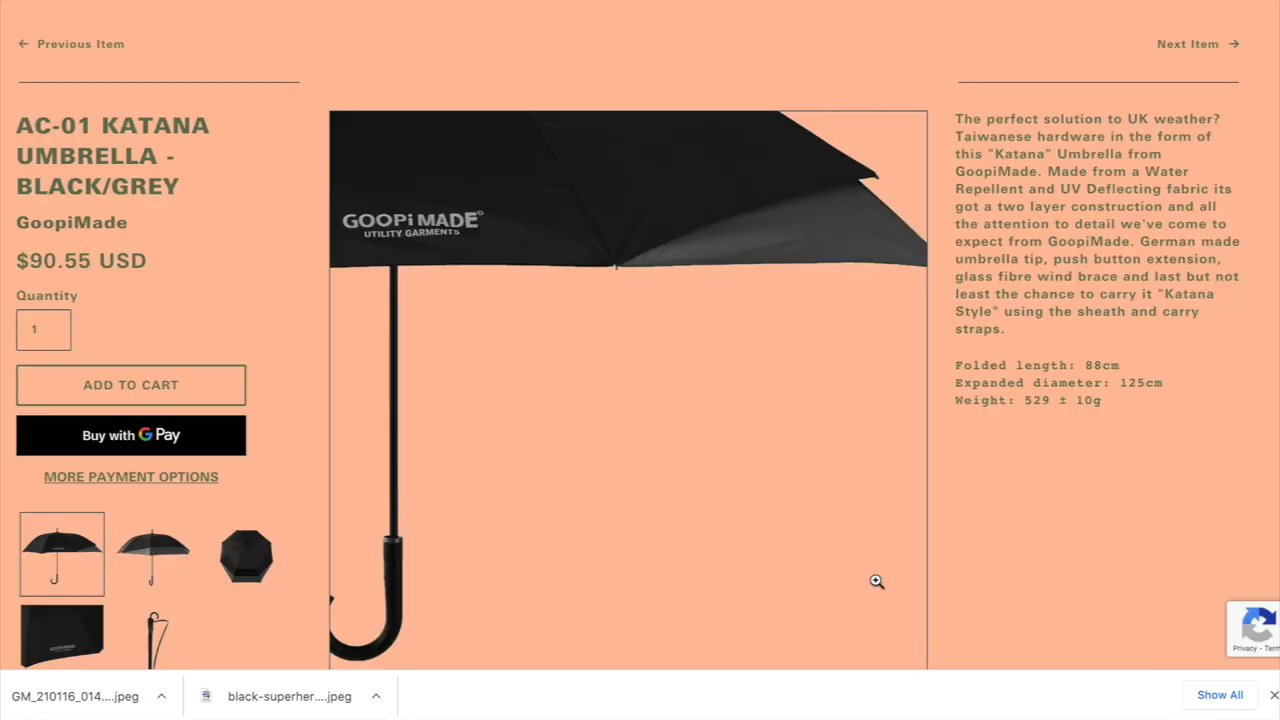 ← Previous Item
Next Item →
AC-01 KATANA
UMBRELLA -
BLACK/GREY
GoopiMade
$90.55 USD
Quantity
1
ADD TO CART
Buy with G Pay
MORE PAYMENT OPTIONS
GOOPiMADE®
UTILITY GARMENTS
The perfect solution to UK weather?
Taiwanese hardware in the form of
this "Katana" Umbrella from
GoopiMade. Made from a Water
Repellent and UV Deflecting fabric its
got a two layer construction and all
the attention to detail we've come to
expect from GoopiMade. German made
umbrella tip, push button extension,
glass fibre wind brace and last but not
least the chance to carry it "Katana
Style" using the sheath and carry
straps.
Folded length: 88cm
Expanded diameter: 125cm
Weight: 529 ± 10g
GOOPiMADE
Privacy - Term
GM_210116_014....jpeg
black-superher....jpeg
Show All